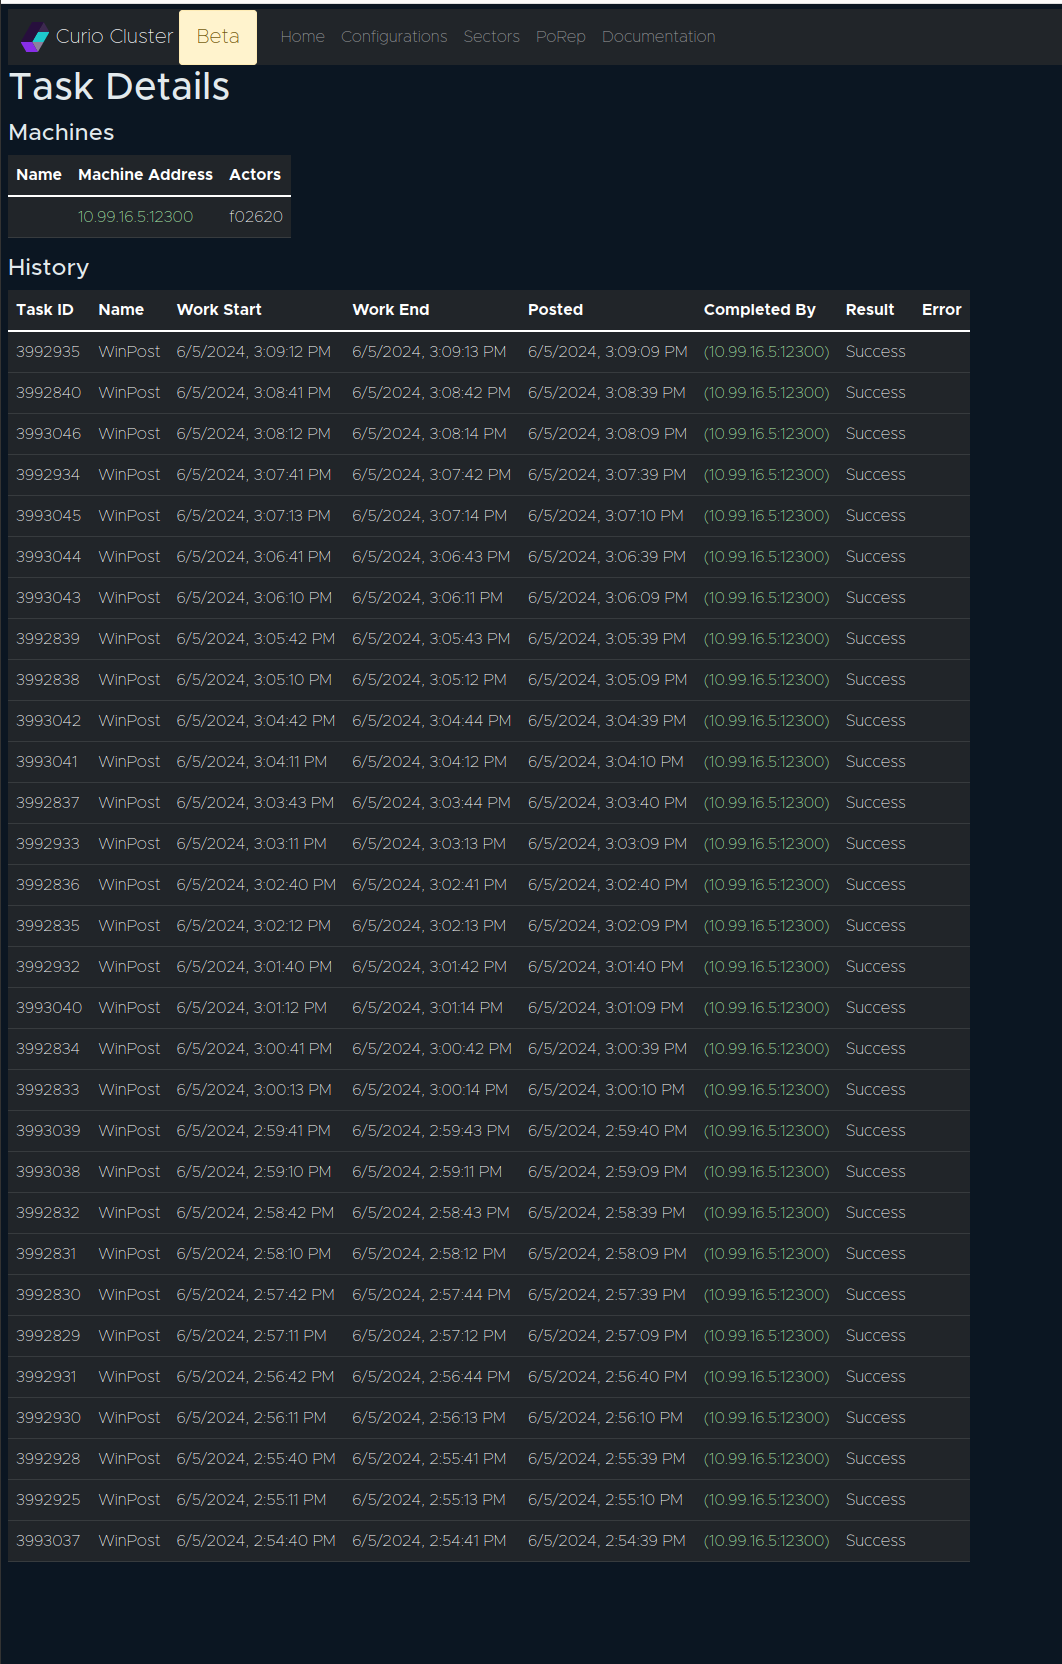 Curio Cluster Beta Home Configurations Sectors PoRep Documentation
Task Details
Machines
Name Machine Address Actors
10.99.16.5:12300 f02620
History
Task ID Name Work Start Work End Posted Completed By Result Error
3992935 WinPost 6/5/2024, 3:09:12 PM 6/5/2024, 3:09:13 PM 6/5/2024, 3:09:09 PM (10.99.16.5:12300) Success
3992840 WinPost 6/5/2024, 3:08:41 PM 6/5/2024, 3:08:42 PM 6/5/2024, 3:08:39 PM (10.99.16.5:12300) Success
3993046 WinPost 6/5/2024, 3:08:12 PM 6/5/2024, 3:08:14 PM 6/5/2024, 3:08:09 PM (10.99.16.5:12300) Success
3992934 WinPost 6/5/2024, 3:07:41 PM 6/5/2024, 3:07:42 PM 6/5/2024, 3:07:39 PM (10.99.16.5:12300) Success
3993045 WinPost 6/5/2024, 3:07:13 PM 6/5/2024, 3:07:14 PM 6/5/2024, 3:07:10 PM (10.99.16.5:12300) Success
3993044 WinPost 6/5/2024, 3:06:41 PM 6/5/2024, 3:06:43 PM 6/5/2024, 3:06:39 PM (10.99.16.5:12300) Success
3993043 WinPost 6/5/2024, 3:06:10 PM 6/5/2024, 3:06:11 PM 6/5/2024, 3:06:09 PM (10.99.16.5:12300) Success
3992839 WinPost 6/5/2024, 3:05:42 PM 6/5/2024, 3:05:43 PM 6/5/2024, 3:05:39 PM (10.99.16.5:12300) Success
3992838 WinPost 6/5/2024, 3:05:10 PM 6/5/2024, 3:05:12 PM 6/5/2024, 3:05:09 PM (10.99.16.5:12300) Success
3993042 WinPost 6/5/2024, 3:04:42 PM 6/5/2024, 3:04:44 PM 6/5/2024, 3:04:39 PM (10.99.16.5:12300) Success
3993041 WinPost 6/5/2024, 3:04:11 PM 6/5/2024, 3:04:12 PM 6/5/2024, 3:04:10 PM (10.99.16.5:12300) Success
3992837 WinPost 6/5/2024, 3:03:43 PM 6/5/2024, 3:03:44 PM 6/5/2024, 3:03:40 PM (10.99.16.5:12300) Success
3992933 WinPost 6/5/2024, 3:03:11 PM 6/5/2024, 3:03:13 PM 6/5/2024, 3:03:09 PM (10.99.16.5:12300) Success
3992836 WinPost 6/5/2024, 3:02:40 PM 6/5/2024, 3:02:41 PM 6/5/2024, 3:02:40 PM (10.99.16.5:12300) Success
3992835 WinPost 6/5/2024, 3:02:12 PM 6/5/2024, 3:02:13 PM 6/5/2024, 3:02:09 PM (10.99.16.5:12300) Success
3992932 WinPost 6/5/2024, 3:01:40 PM 6/5/2024, 3:01:42 PM 6/5/2024, 3:01:40 PM (10.99.16.5:12300) Success
3993040 WinPost 6/5/2024, 3:01:12 PM 6/5/2024, 3:01:14 PM 6/5/2024, 3:01:09 PM (10.99.16.5:12300) Success
3992834 WinPost 6/5/2024, 3:00:41 PM 6/5/2024, 3:00:42 PM 6/5/2024, 3:00:39 PM (10.99.16.5:12300) Success
3992833 WinPost 6/5/2024, 3:00:13 PM 6/5/2024, 3:00:14 PM 6/5/2024, 3:00:10 PM (10.99.16.5:12300) Success
3993039 WinPost 6/5/2024, 2:59:41 PM 6/5/2024, 2:59:43 PM 6/5/2024, 2:59:40 PM (10.99.16.5:12300) Success
3993038 WinPost 6/5/2024, 2:59:10 PM 6/5/2024, 2:59:11 PM 6/5/2024, 2:59:09 PM (10.99.16.5:12300) Success
3992832 WinPost 6/5/2024, 2:58:42 PM 6/5/2024, 2:58:43 PM 6/5/2024, 2:58:39 PM (10.99.16.5:12300) Success
3992831 WinPost 6/5/2024, 2:58:10 PM 6/5/2024, 2:58:12 PM 6/5/2024, 2:58:09 PM (10.99.16.5:12300) Success
3992830 WinPost 6/5/2024, 2:57:42 PM 6/5/2024, 2:57:44 PM 6/5/2024, 2:57:39 PM (10.99.16.5:12300) Success
3992829 WinPost 6/5/2024, 2:57:11 PM 6/5/2024, 2:57:12 PM 6/5/2024, 2:57:09 PM (10.99.16.5:12300) Success
3992931 WinPost 6/5/2024, 2:56:42 PM 6/5/2024, 2:56:44 PM 6/5/2024, 2:56:40 PM (10.99.16.5:12300) Success
3992930 WinPost 6/5/2024, 2:56:11 PM 6/5/2024, 2:56:13 PM 6/5/2024, 2:56:10 PM (10.99.16.5:12300) Success
3992928 WinPost 6/5/2024, 2:55:40 PM 6/5/2024, 2:55:41 PM 6/5/2024, 2:55:39 PM (10.99.16.5:12300) Success
3992925 WinPost 6/5/2024, 2:55:11 PM 6/5/2024, 2:55:13 PM 6/5/2024, 2:55:10 PM (10.99.16.5:12300) Success
3993037 WinPost 6/5/2024, 2:54:40 PM 6/5/2024, 2:54:41 PM 6/5/2024, 2:54:39 PM (10.99.16.5:12300) Success